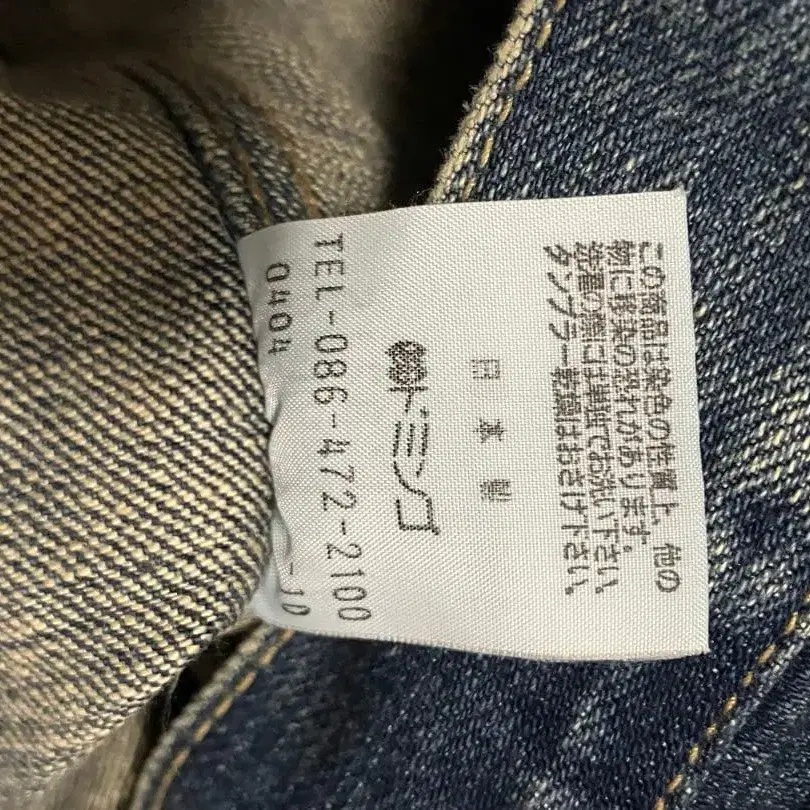 この商品は染色の性質上、他の
物に移染の恐れがあります。
洗濯の際には単独でお洗い下さい。
タンブラー乾燥はおさけ下さい。
日本製
㈱ドミンゴ
TEL-086-472-2100
0404 -JD